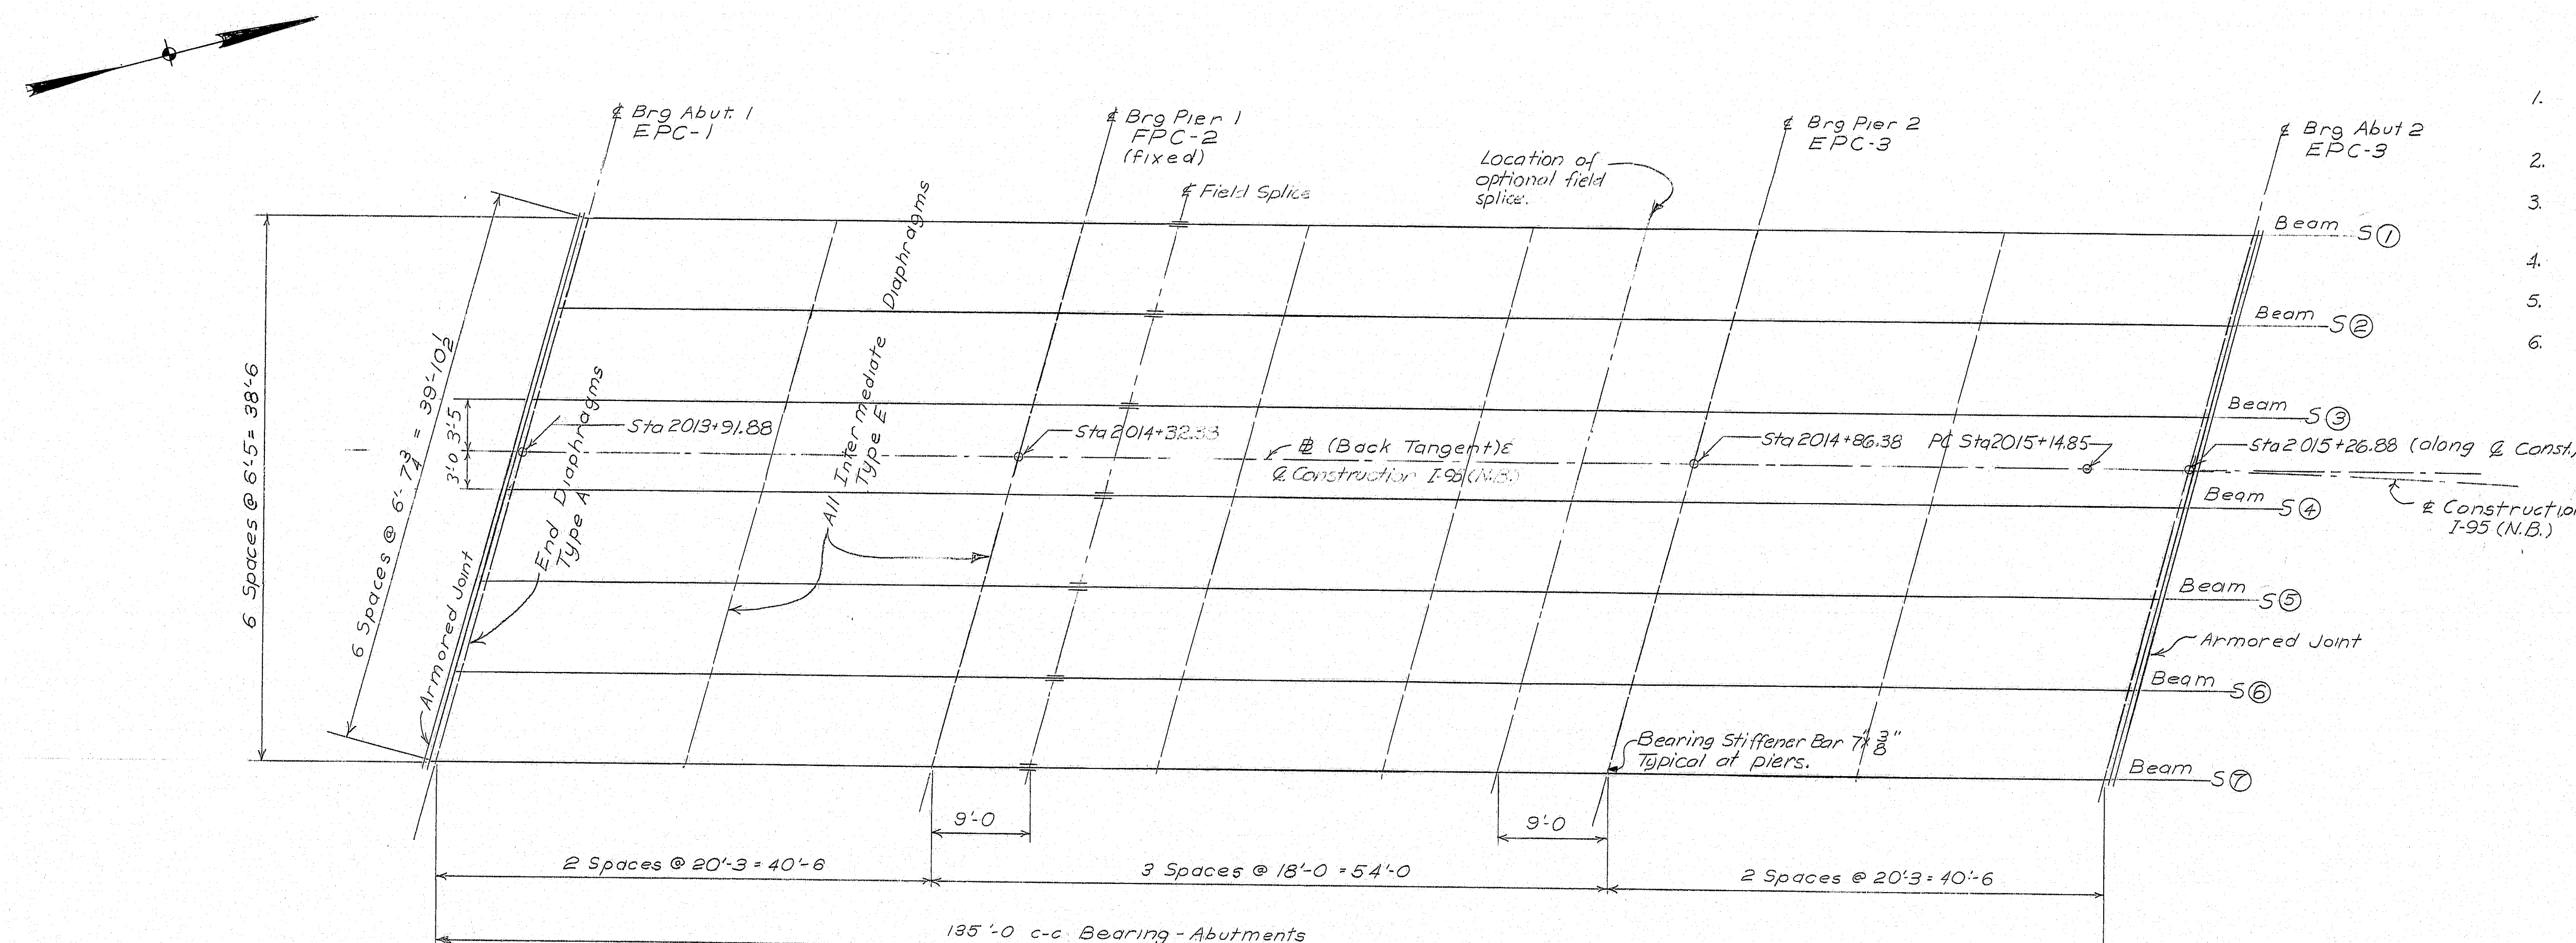 1.
₵ Brg Abut. 1
EPC-1
₵ Brg Pier 1
FPC-2
(fixed)
₵ Brg Pier 2
EPC-3
₵ Brg Abut 2
EPC-3
2.
Location of
optional field
splice.
₵ Field Splice
3.
Beam S①
4.
5.
Beam S②
6.
6 Spaces @ 6'-5 = 38'-6
6 Spaces @ 6'- 7 3/4 = 39'-10 1/2
3'-5
3'-0
Armored Joint
End Diaphragms
Type A
All Intermediate Diaphragms
Type E
Beam S③
Sta 2013+91.88
Sta 2014+32.33
(Back Tangent) &
₵ Construction I-95 (N.B.)
Sta 2014+86.38
PC Sta 2015+14.85
Sta 2015+26.88 (along ₵ Const.)
Beam S④
₵ Construction
I-95 (N.B.)
Beam S⑤
Armored Joint
Beam S⑥
Bearing Stiffener Bar 7 x 3/8"
Typical at piers.
Beam S⑦
9'-0
9'-0
2 Spaces @ 20'-3 = 40'-6
3 Spaces @ 18'-0 = 54'-0
2 Spaces @ 20'-3 = 40'-6
135'-0 c-c Bearing - Abutments